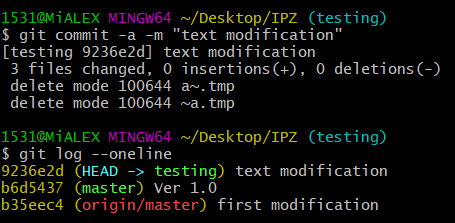 1531@MiALEX MINGW64 ~/Desktop/IPZ (testing)
$ git commit -a -m "text modification"
[testing 9236e2d] text modification
 3 files changed, 0 insertions(+), 0 deletions(-)
 delete mode 100644 a~.tmp
 delete mode 100644 ~a.tmp
1531@MiALEX MINGW64 ~/Desktop/IPZ (testing)
$ git log --oneline
9236e2d (HEAD -> testing) text modification
b6d5437 (master) Ver 1.0
b35eec4 (origin/master) first modification